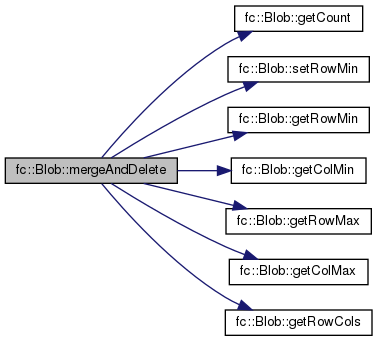 fc::Blob::getCount
fc::Blob::setRowMin
fc::Blob::getRowMin
fc::Blob::mergeAndDelete
fc::Blob::getColMin
fc::Blob::getRowMax
fc::Blob::getColMax
fc::Blob::getRowCols